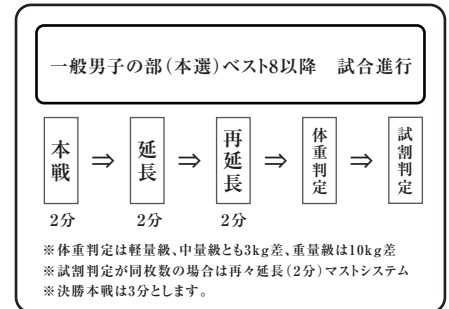 一般男子の部(本選)ベスト8以降　試合進行
本戦 ⇒ 延長 ⇒ 再延長 ⇒ 体重判定 ⇒ 試割判定
2分 2分 2分
※体重判定は軽量級、中量級とも3kg差、重量級は10kg差
※試割判定が同枚数の場合は再々延長(2分)マストシステム
※決勝本戦は3分とします。